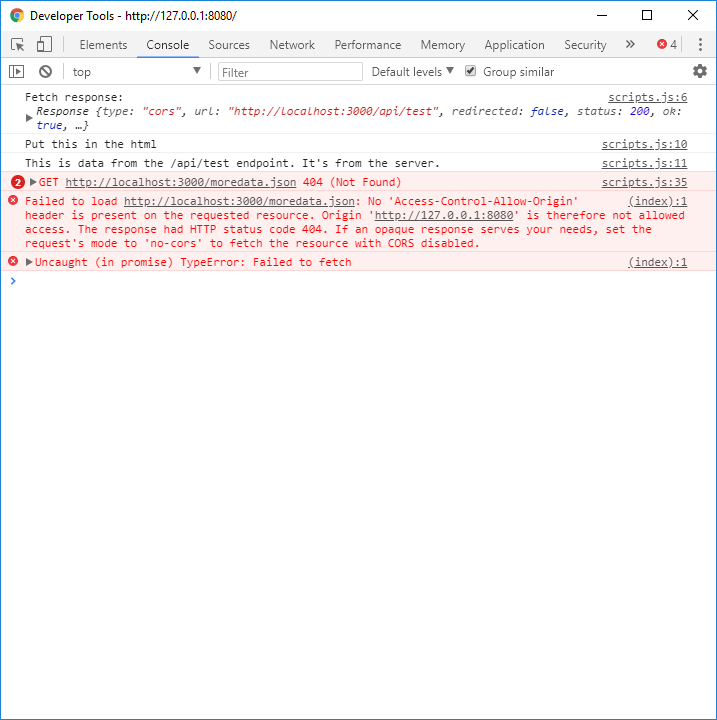 Developer Tools - http://127.0.0.1:8080/
Elements Console Sources Network Performance Memory Application Security » 4
top Filter Default levels Group similar
Fetch response: scripts.js:6
Response {type: "cors", url: "http://localhost:3000/api/test", redirected: false, status: 200, ok:
true, …}
Put this in the html scripts.js:10
This is data from the /api/test endpoint. It's from the server. scripts.js:11
2 GET http://localhost:3000/moredata.json 404 (Not Found) scripts.js:35
Failed to load http://localhost:3000/moredata.json: No 'Access-Control-Allow-Origin' (index):1
header is present on the requested resource. Origin 'http://127.0.0.1:8080' is therefore not allowed
access. The response had HTTP status code 404. If an opaque response serves your needs, set the
request's mode to 'no-cors' to fetch the resource with CORS disabled.
Uncaught (in promise) TypeError: Failed to fetch (index):1